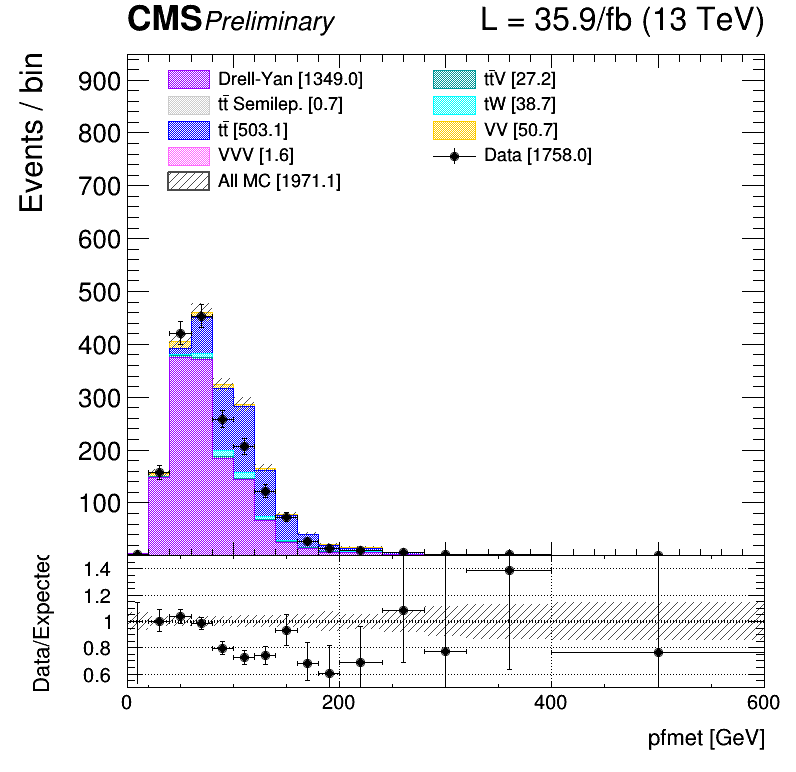 CMS Preliminary L = 35.9/fb (13 TeV)
Events / bin
900
800
700
600
500
400
300
200
100
Drell-Yan [1349.0]
tt̄ Semilep. [0.7]
tt̄ [503.1]
VVV [1.6]
All MC [1971.1]
tt̄V [27.2]
tW [38.7]
VV [50.7]
Data [1758.0]
Data/Expected
1.4
1.2
1
0.8
0.6
0 200 400 600
pfmet [GeV]